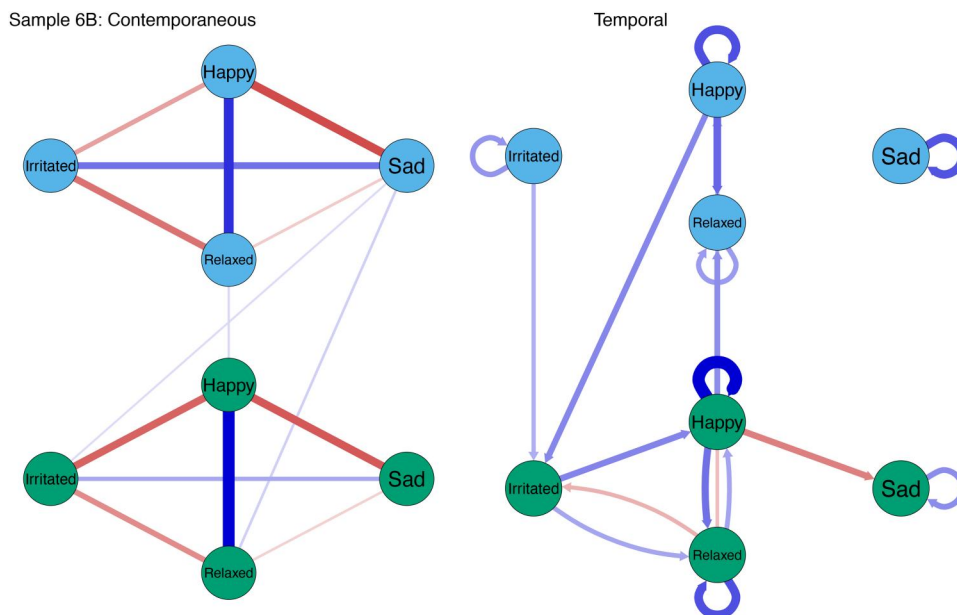 Sample 6B: Contemporaneous
Happy
Irritated
Sad
Relaxed
Happy
Irritated
Sad
Relaxed
Temporal
Happy
Irritated
Sad
Relaxed
Happy
Irritated
Sad
Relaxed